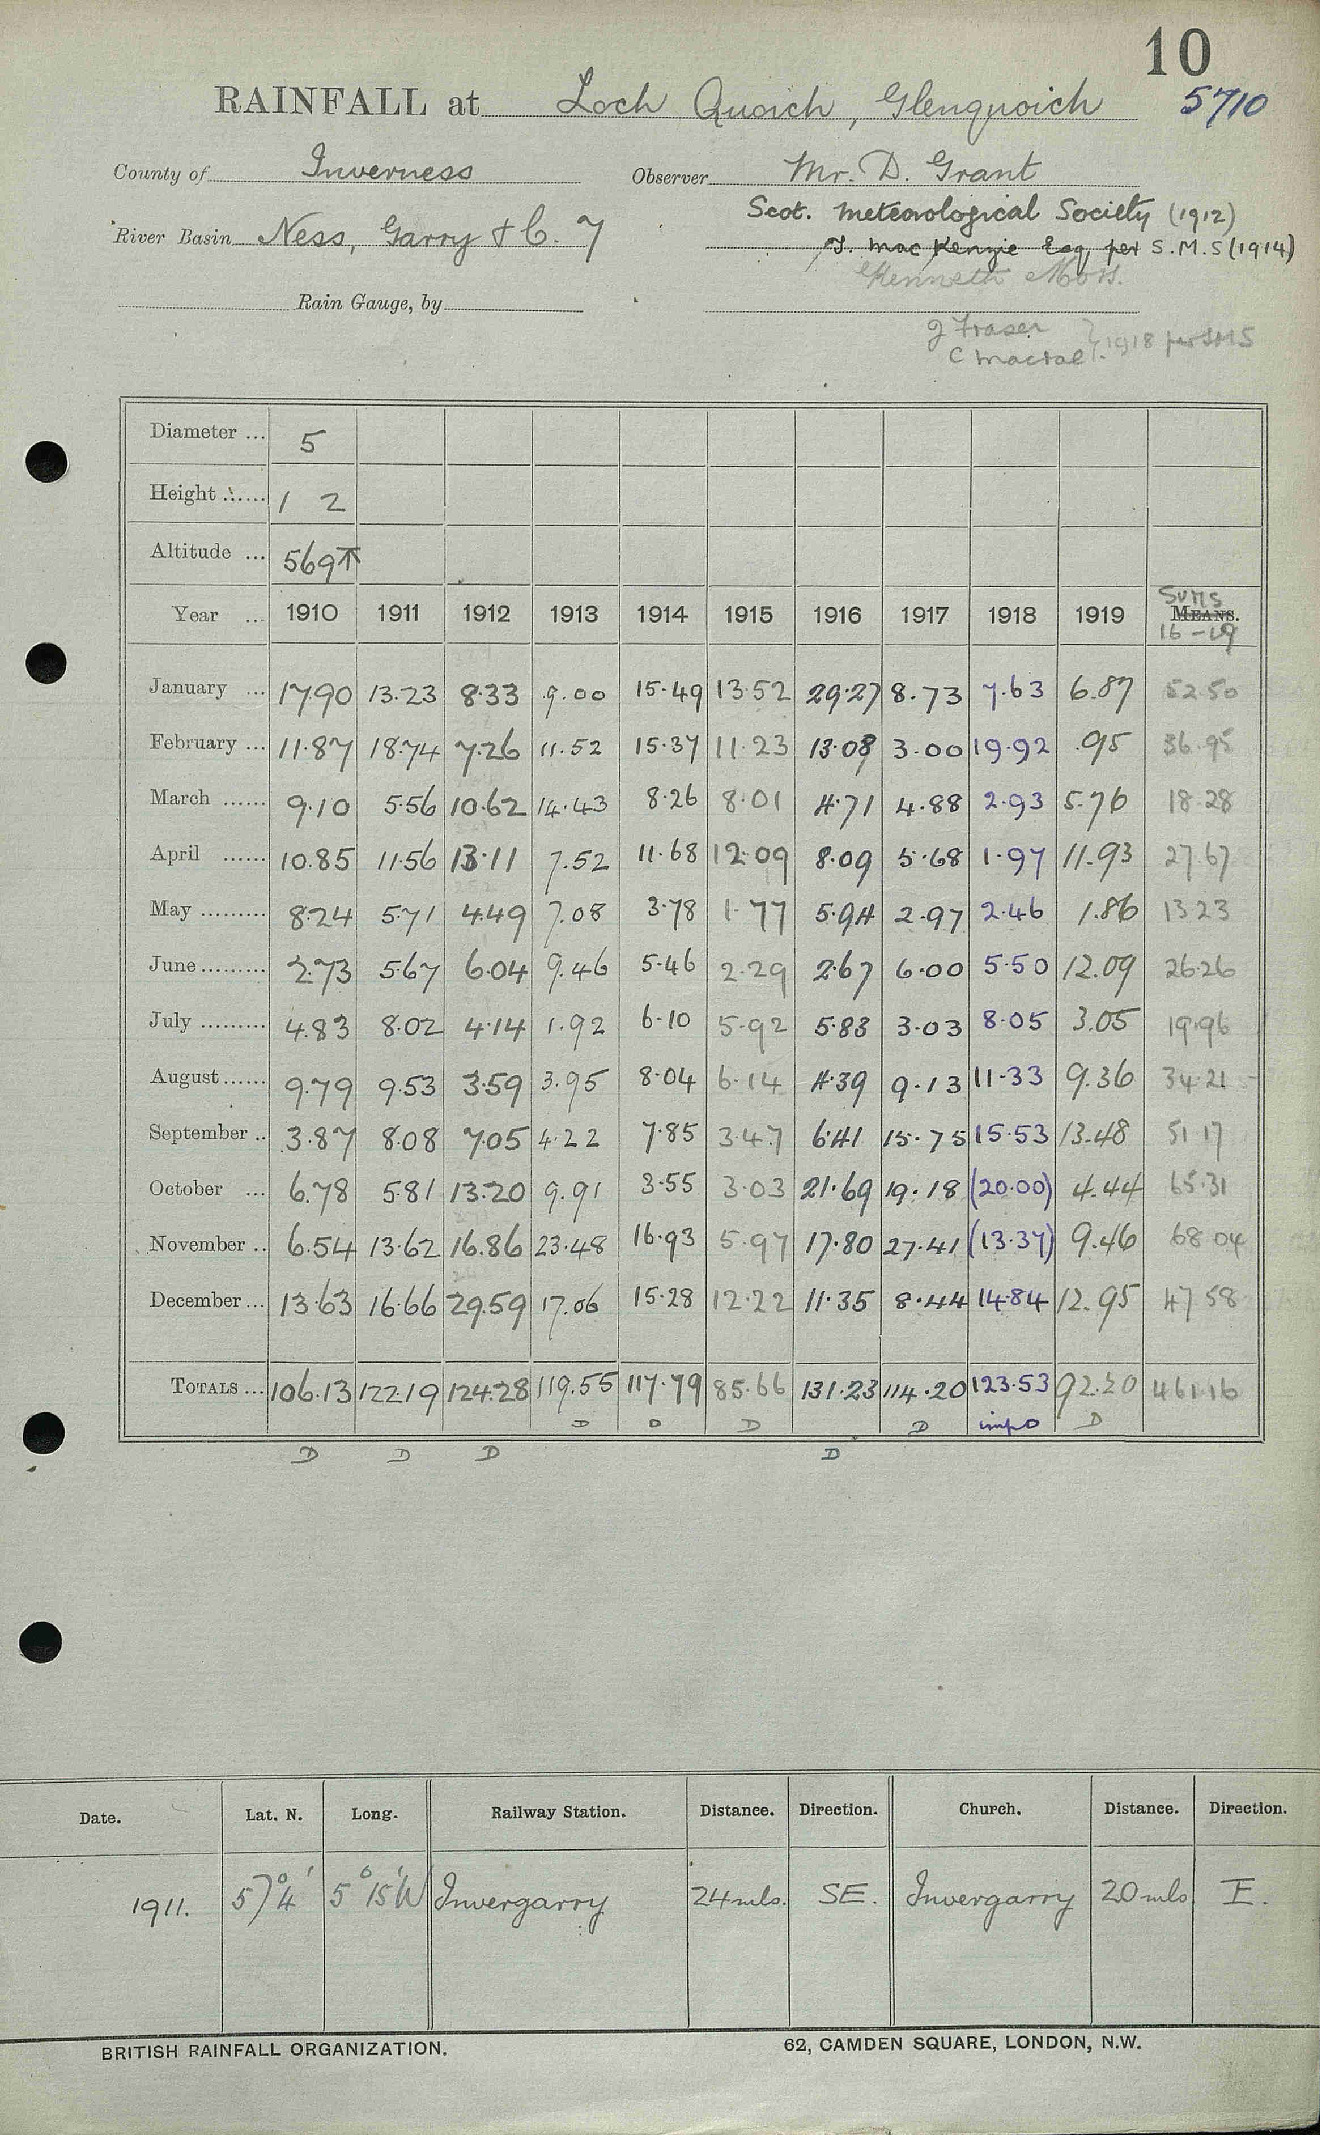 10
RAINFALL at Loch Quoich, Glenquoich 5710
County of Inverness Observer Mr. D. Grant
Scot. Meteorological Society (1912)
River Basin Ness, Garry & C. 7
J. MacKenzie Esq, per S.M.S (1914)
Kenneth
Rain Gauge, by
J Fraser
C 1918 per SMS
Diameter ... 5
Height ...... 1 2
Altitude ... 569
Year ... 1910 1911 1912 1913 1914 1915 1916 1917 1918 1919 Sums MEANS. 16-19
January ... 17.90 13.23 8.33 9.00 15.49 13.52 29.27 8.73 7.63 6.87 52.50
February ... 11.87 18.74 7.26 11.52 15.37 11.23 13.08 3.00 19.92 .95 36.95
March ...... 9.10 5.56 10.62 14.43 8.26 8.01 4.71 4.88 2.93 5.76 18.28
April ...... 10.85 11.56 13.11 7.52 11.68 12.09 8.09 5.68 1.97 11.93 27.67
May ......... 8.24 5.71 4.49 7.08 3.78 1.77 5.94 2.97 2.46 1.86 13.23
June ......... 2.73 5.67 6.04 9.46 5.46 2.29 2.67 6.00 5.50 12.09 26.26
July ......... 4.83 8.02 4.14 1.92 6.10 5.92 5.83 3.03 8.05 3.05 19.96
August ...... 9.79 9.53 3.59 3.95 8.04 6.14 4.39 9.13 11.33 9.36 34.21
September .. 3.87 8.08 7.05 4.22 7.85 3.47 6.41 15.75 15.53 13.48 51.17
October ... 6.78 5.81 13.20 9.91 3.55 3.03 21.69 19.18 (20.00) 4.44 65.31
November .. 6.54 13.62 16.86 23.48 16.93 5.97 17.80 27.41 (13.37) 9.46 68.04
December ... 13.63 16.66 29.59 17.06 15.28 12.22 11.35 8.44 14.84 12.95 47.58
TOTALS ... 106.13 122.19 124.28 119.55 117.79 85.66 131.23 114.20 123.53 92.20 461.16
D D D D D
D D D D
Date. Lat. N. Long. Railway Station. Distance. Direction. Church. Distance. Direction.
1911. 57° 4' 5° 15' W Invergarry 24 mls. SE. Invergarry 20 mls E.
BRITISH RAINFALL ORGANIZATION. 62, CAMDEN SQUARE, LONDON, N.W.